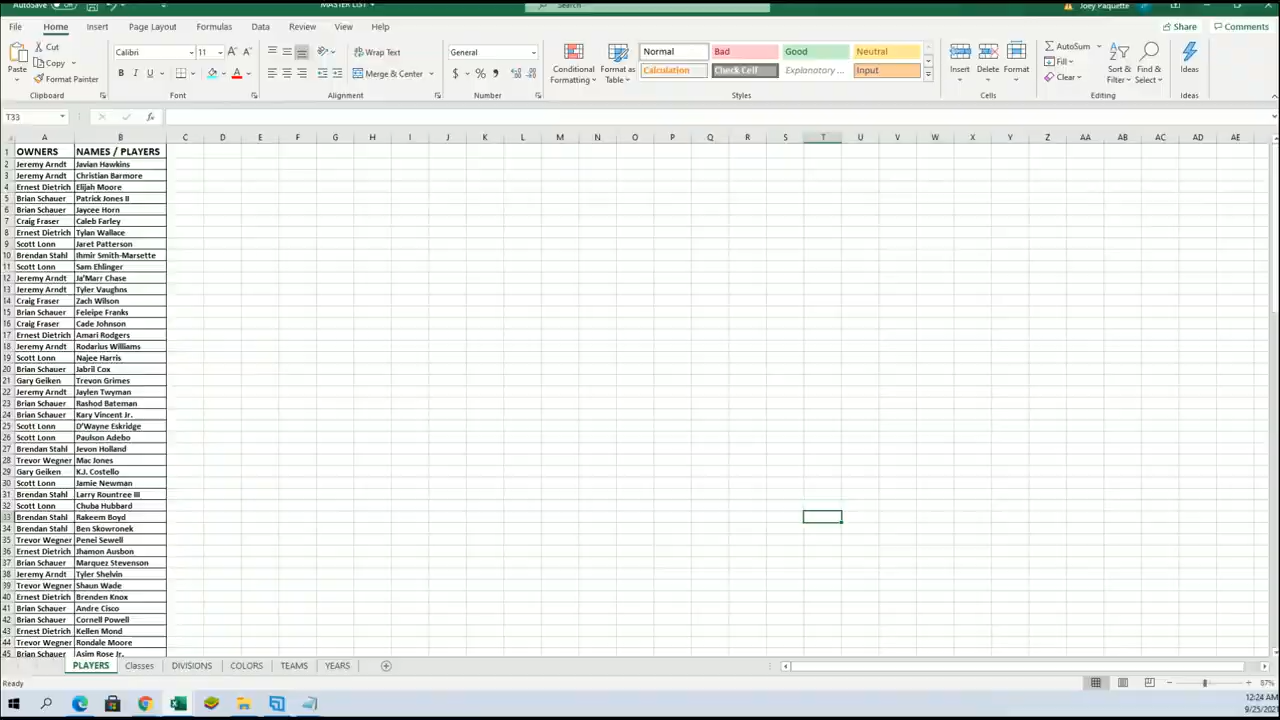 AutoSave Off MASTER LIST Search Joey Paquette
File Home Insert Page Layout Formulas Data Review View Share Comments
Paste Cut Copy Format Painter
Calibri 11 Wrap Text Merge & Center General
Conditional Formatting Format as Table
Normal Bad Good Neutral
Calculation Check Cell Explanatory ... Input
Insert Delete Format AutoSum Fill Clear Sort & Filter Find & Select Ideas
Clipboard Font Alignment Number Styles Cells Editing Ideas
T33 fx
A B C D E F G H I J K L M N O P Q R S T U V W X Y Z AA AB AC AD AE
1 OWNERS NAMES / PLAYERS
2 Jeremy Arndt Javian Hawkins
3 Jeremy Arndt Christian Barmore
4 Ernest Dietrich Elijah Moore
5 Brian Schauer Patrick Jones II
6 Brian Schauer Jaycee Horn
7 Craig Fraser Caleb Farley
8 Ernest Dietrich Tylan Wallace
9 Scott Lonn Jaret Patterson
10 Brendan Stahl Ihmir Smith-Marsette
11 Scott Lonn Sam Ehlinger
12 Jeremy Arndt Ja'Marr Chase
13 Jeremy Arndt Tyler Vaughns
14 Craig Fraser Zach Wilson
15 Brian Schauer Feleipe Franks
16 Craig Fraser Cade Johnson
17 Ernest Dietrich Amari Rodgers
18 Jeremy Arndt Rodarius Williams
19 Scott Lonn Najee Harris
20 Brian Schauer Jabril Cox
21 Gary Geiken Trevon Grimes
22 Jeremy Arndt Jaylen Twyman
23 Brian Schauer Rashod Bateman
24 Brian Schauer Kary Vincent Jr.
25 Scott Lonn D'Wayne Eskridge
26 Scott Lonn Paulson Adebo
27 Brendan Stahl Jevon Holland
28 Trevor Wegner Mac Jones
29 Gary Geiken K.J. Costello
30 Scott Lonn Jamie Newman
31 Brendan Stahl Larry Rountree III
32 Scott Lonn Chuba Hubbard
33 Brendan Stahl Rakeem Boyd
34 Brendan Stahl Ben Skowronek
35 Trevor Wegner Penei Sewell
36 Ernest Dietrich Jhamon Ausbon
37 Brian Schauer Marquez Stevenson
38 Jeremy Arndt Tyler Shelvin
39 Trevor Wegner Shaun Wade
40 Ernest Dietrich Brenden Knox
41 Brian Schauer Andre Cisco
42 Brian Schauer Cornell Powell
43 Ernest Dietrich Kellen Mond
44 Trevor Wegner Rondale Moore
45 Brian Schauer Asim Rose Jr.
PLAYERS Classes DIVISIONS COLORS TEAMS YEARS
Ready 87%
12:24 AM
9/25/2021